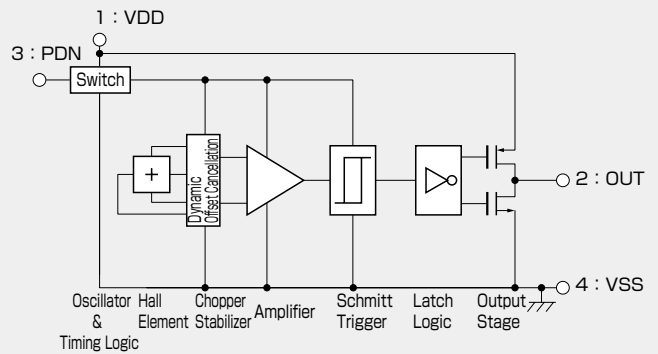 1 : VDD
3 : PDN
Switch
Dynamic
Offset Cancellation
+
2 : OUT
4 : VSS
Oscillator
&
Timing Logic
Hall
Element
Chopper
Stabilizer
Amplifier
Schmitt
Trigger
Latch
Logic
Output
Stage